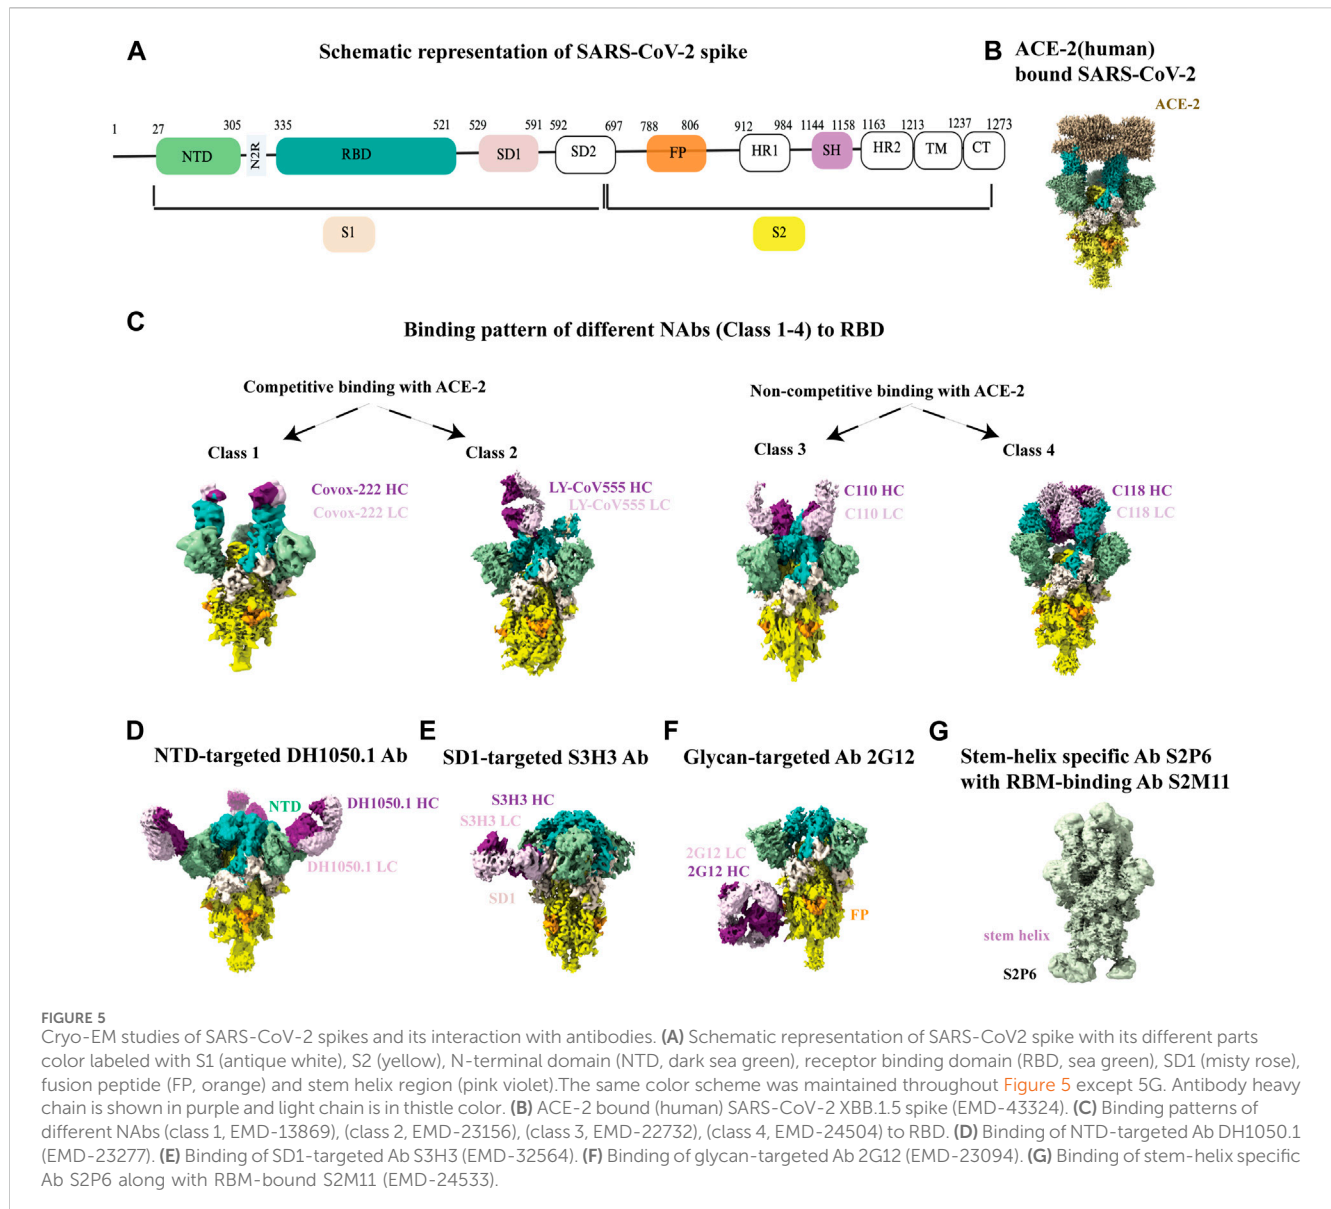 A
Schematic representation of SARS-CoV-2 spike
1
27
305
335
521
529
591
592
697
788
806
912
984
1144
1158
1163
1213
1237
1273
NTD
N2R
RBD
SD1
SD2
FP
HR1
SH
HR2
TM
CT
S1
S2
B
ACE-2(human)
bound SARS-CoV-2
ACE-2
C
Binding pattern of different NAbs (Class 1-4) to RBD
Competitive binding with ACE-2
Non-competitive binding with ACE-2
Class 1
Covox-222 HC
Covox-222 LC
Class 2
LY-CoV555 HC
LY-CoV555 LC
Class 3
C110 HC
C110 LC
Class 4
C118 HC
C118 LC
D
NTD-targeted DH1050.1 Ab
NTD
DH1050.1 HC
DH1050.1 LC
E
SD1-targeted S3H3 Ab
S3H3 HC
S3H3 LC
SD1
F
Glycan-targeted Ab 2G12
2G12 LC
2G12 HC
FP
G
Stem-helix specific Ab S2P6
with RBM-binding Ab S2M11
stem helix
S2P6
FIGURE 5
Cryo-EM studies of SARS-CoV-2 spikes and its interaction with antibodies. (A) Schematic representation of SARS-CoV2 spike with its different parts
color labeled with S1 (antique white), S2 (yellow), N-terminal domain (NTD, dark sea green), receptor binding domain (RBD, sea green), SD1 (misty rose),
fusion peptide (FP, orange) and stem helix region (pink violet).The same color scheme was maintained throughout Figure 5 except 5G. Antibody heavy
chain is shown in purple and light chain is in thistle color. (B) ACE-2 bound (human) SARS-CoV-2 XBB.1.5 spike (EMD-43324). (C) Binding patterns of
different NAbs (class 1, EMD-13869), (class 2, EMD-23156), (class 3, EMD-22732), (class 4, EMD-24504) to RBD. (D) Binding of NTD-targeted Ab DH1050.1
(EMD-23277). (E) Binding of SD1-targeted Ab S3H3 (EMD-32564). (F) Binding of glycan-targeted Ab 2G12 (EMD-23094). (G) Binding of stem-helix specific
Ab S2P6 along with RBM-bound S2M11 (EMD-24533).